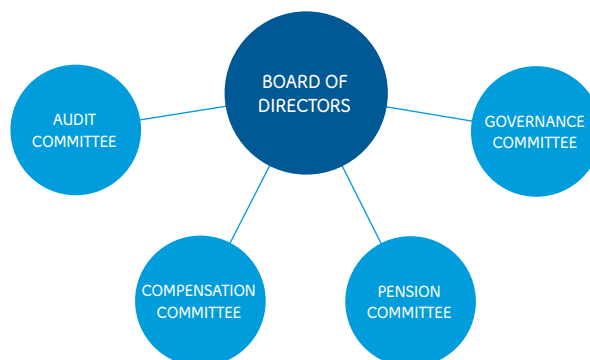 BOARD OF
DIRECTORS
AUDIT
COMMITTEE
GOVERNANCE
COMMITTEE
COMPENSATION
COMMITTEE
PENSION
COMMITTEE